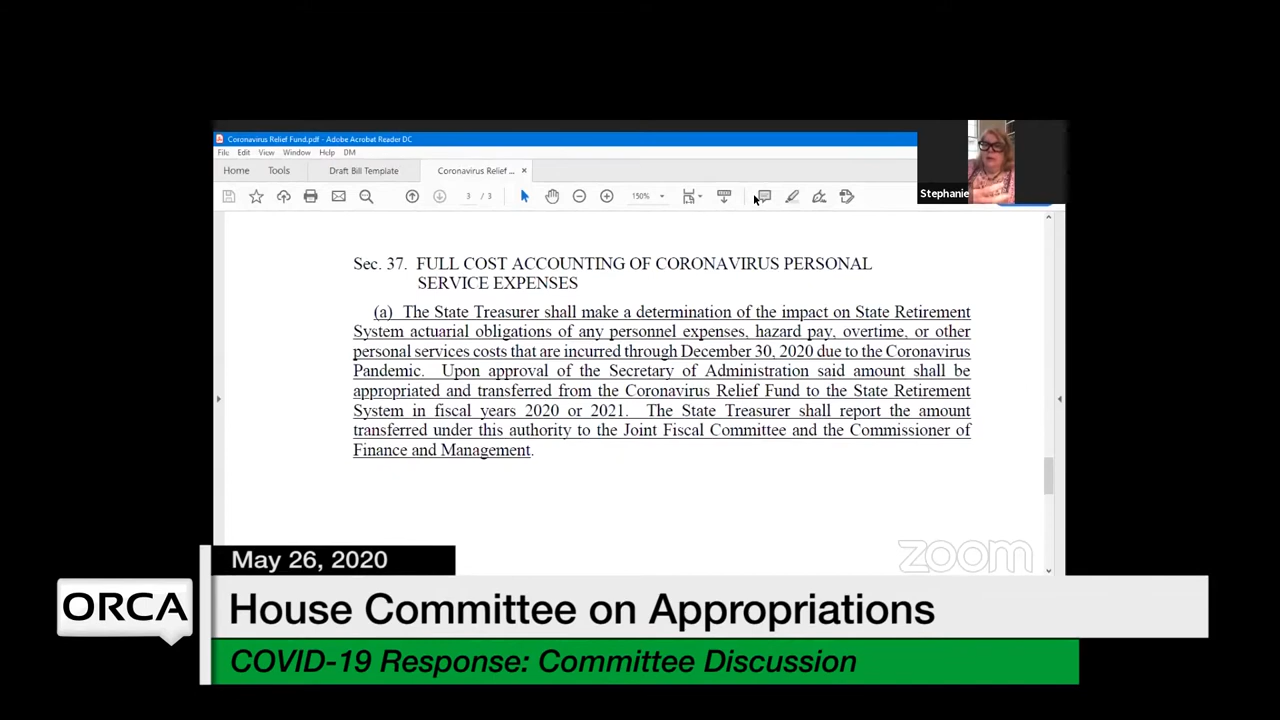 Coronavirus Relief Fund.pdf - Adobe Acrobat Reader DC
File Edit View Window Help DM
Home Tools Draft Bill Template Coronavirus Relief ... ×
3 / 3 150%
Stephanie
Sec. 37. FULL COST ACCOUNTING OF CORONAVIRUS PERSONAL
SERVICE EXPENSES
(a) The State Treasurer shall make a determination of the impact on State Retirement
System actuarial obligations of any personnel expenses, hazard pay, overtime, or other
personal services costs that are incurred through December 30, 2020 due to the Coronavirus
Pandemic. Upon approval of the Secretary of Administration said amount shall be
appropriated and transferred from the Coronavirus Relief Fund to the State Retirement
System in fiscal years 2020 or 2021. The State Treasurer shall report the amount
transferred under this authority to the Joint Fiscal Committee and the Commissioner of
Finance and Management.
zoom
May 26, 2020
ORCA
House Committee on Appropriations
COVID-19 Response: Committee Discussion